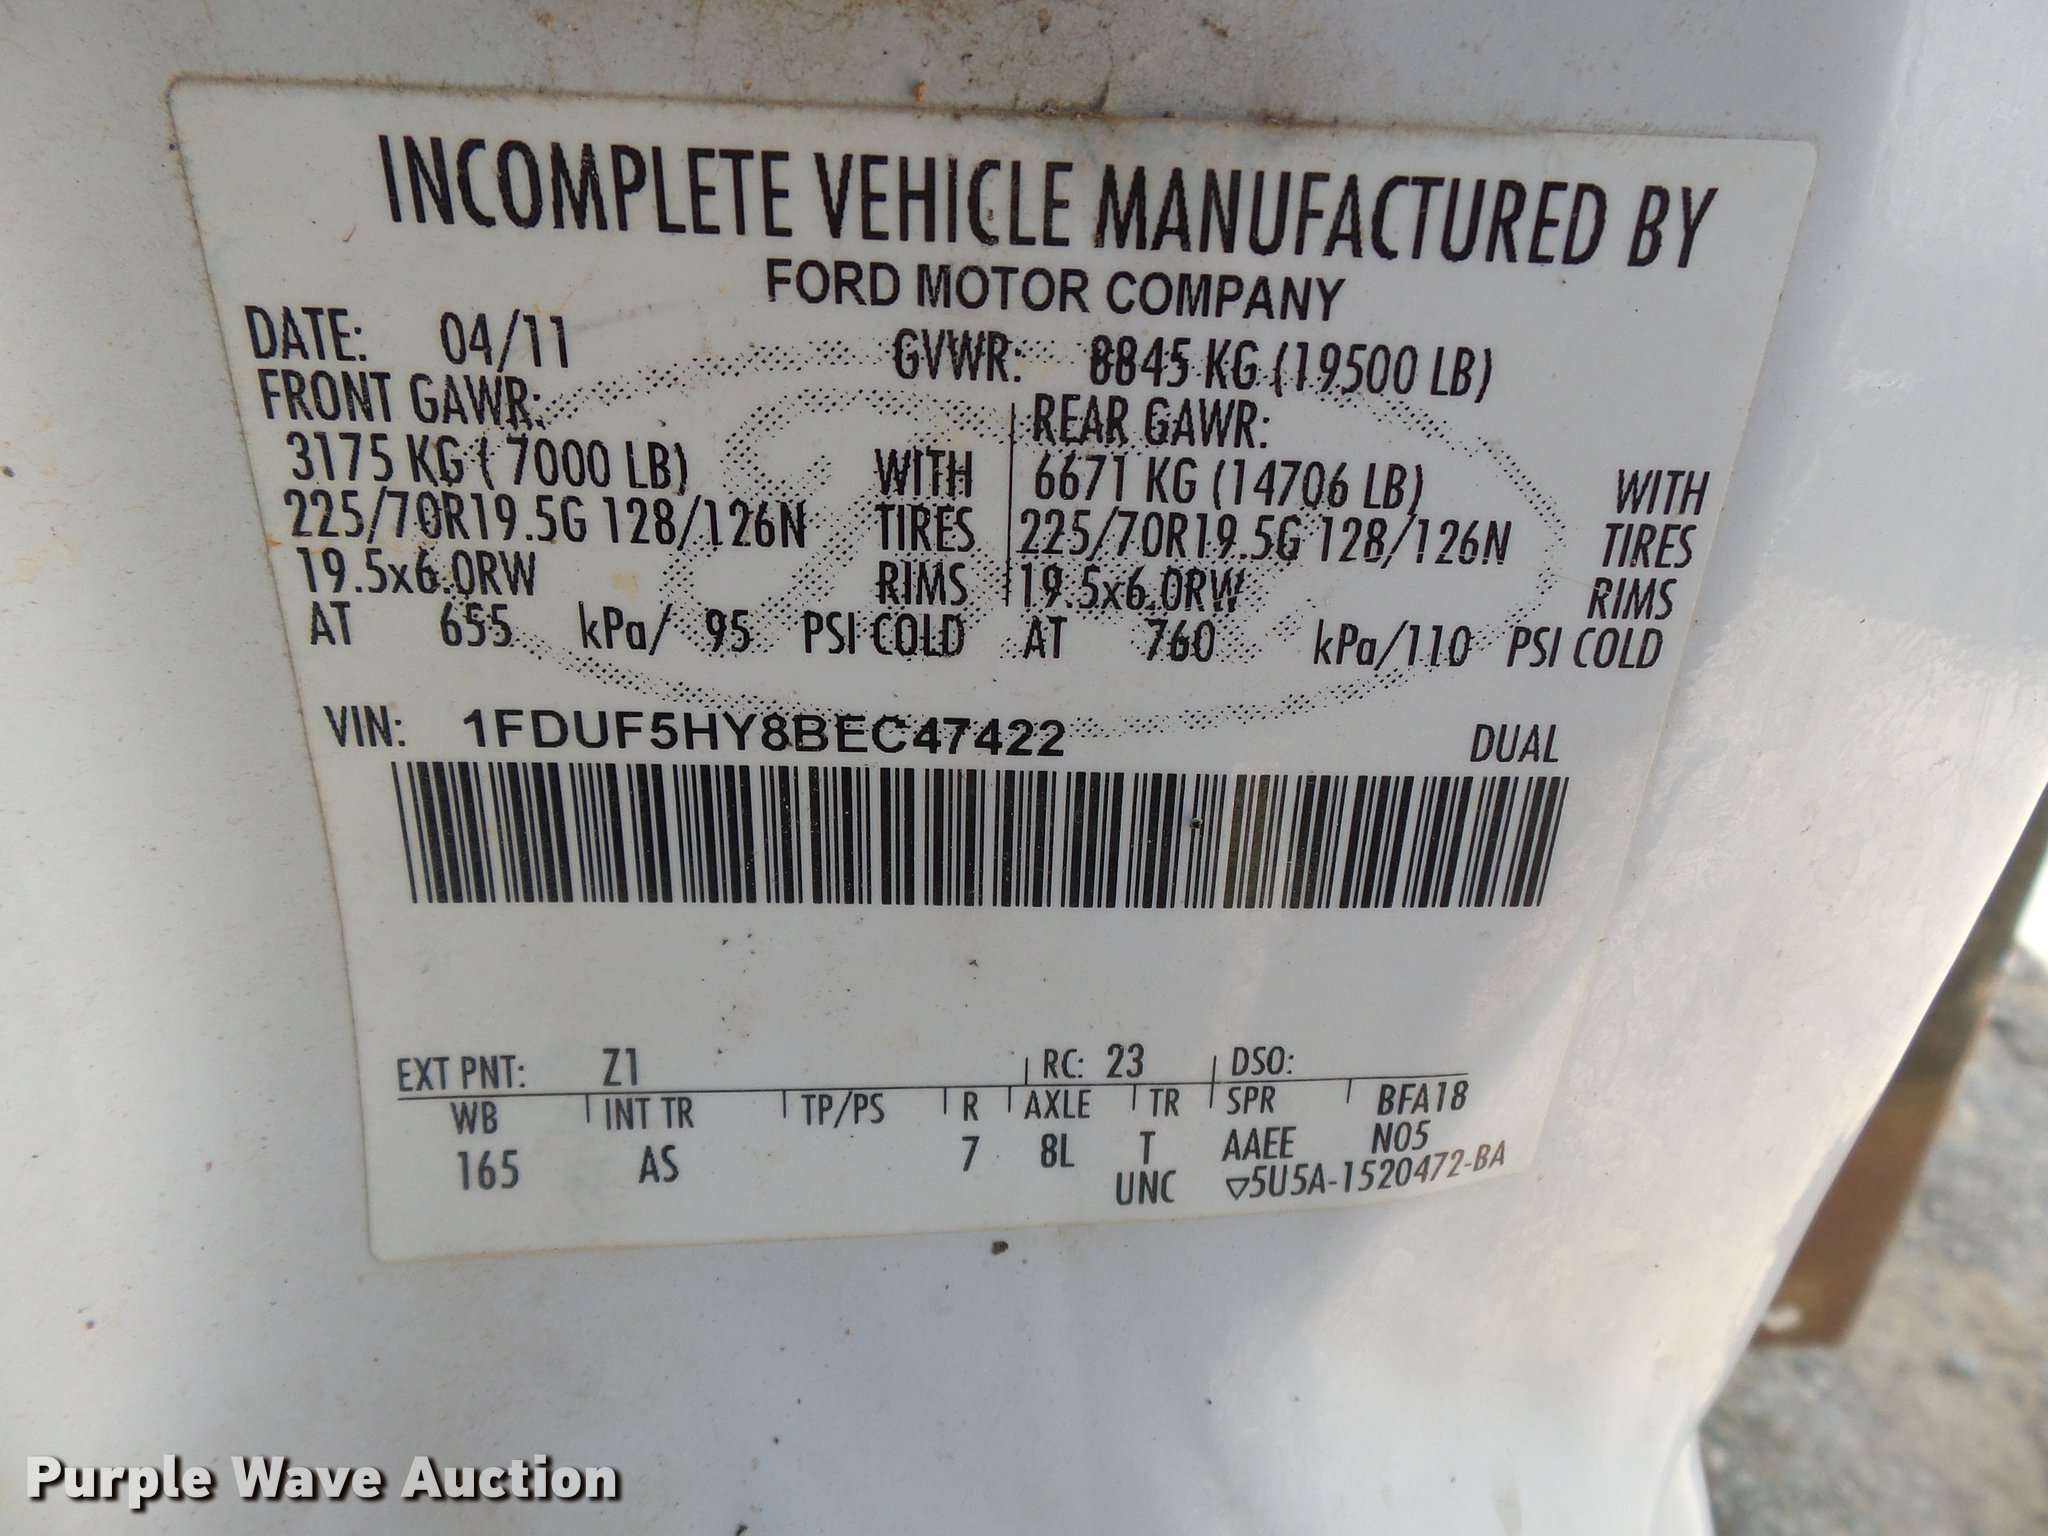 INCOMPLETE VEHICLE MANUFACTURED BY
FORD MOTOR COMPANY
DATE: 04/11 GVWR: 8845 KG (19500 LB)
FRONT GAWR: REAR GAWR:
3175 KG ( 7000 LB) WITH 6671 KG (14706 LB) WITH
225/70R19.5G 128/126N TIRES 225/70R19.5G 128/126N TIRES
19.5x6.0RW RIMS 19.5x6.0RW RIMS
AT 655 kPa/ 95 PSI COLD AT 760 kPa/110 PSI COLD
VIN: 1FDUF5HY8BEC47422 DUAL
EXT PNT: Z1 RC: 23 DSO:
WB INT TR TP/PS R AXLE TR SPR BFA18
165 AS 7 8L T AAEE N05
UNC ▽5U5A-1520472-BA
Purple Wave Auction